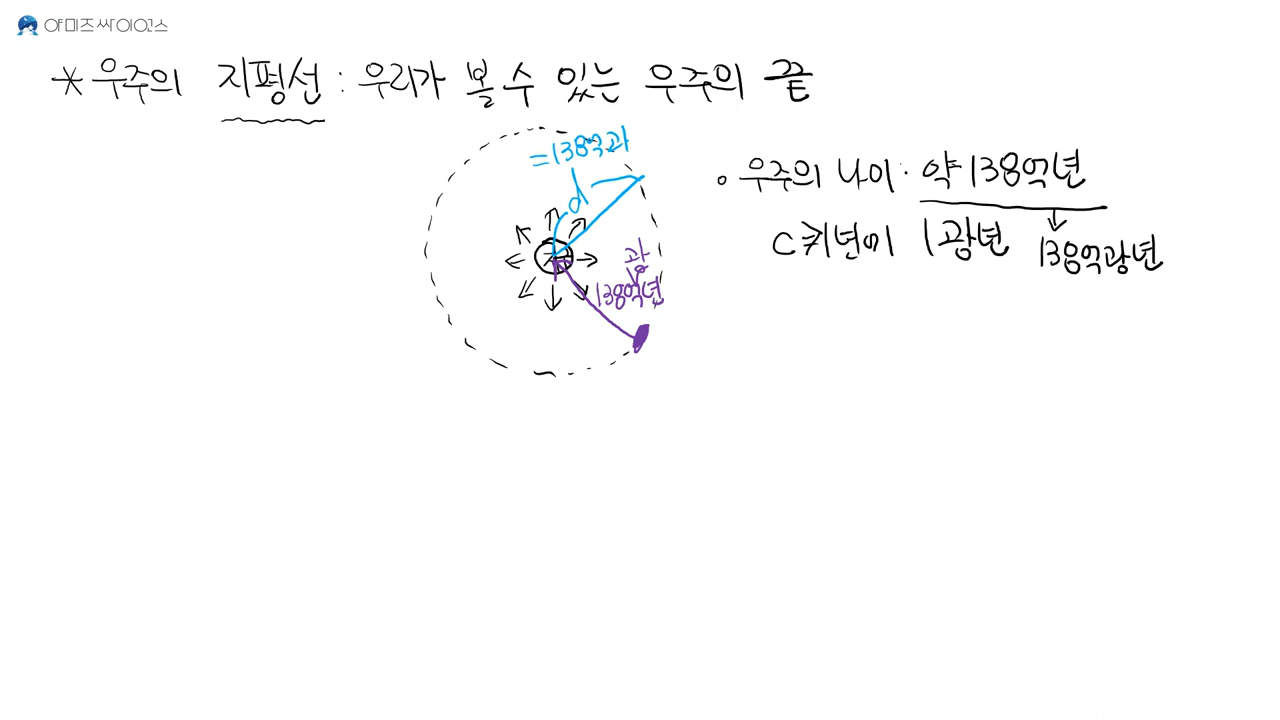 야미즈 싸이언스
* 우주의 지평선 : 우리가 볼 수 있는 우주의 끝
=138억광
d
지
광
138억년
• 우주의 나이: 약 138억년
1년에 1광년
138억광년